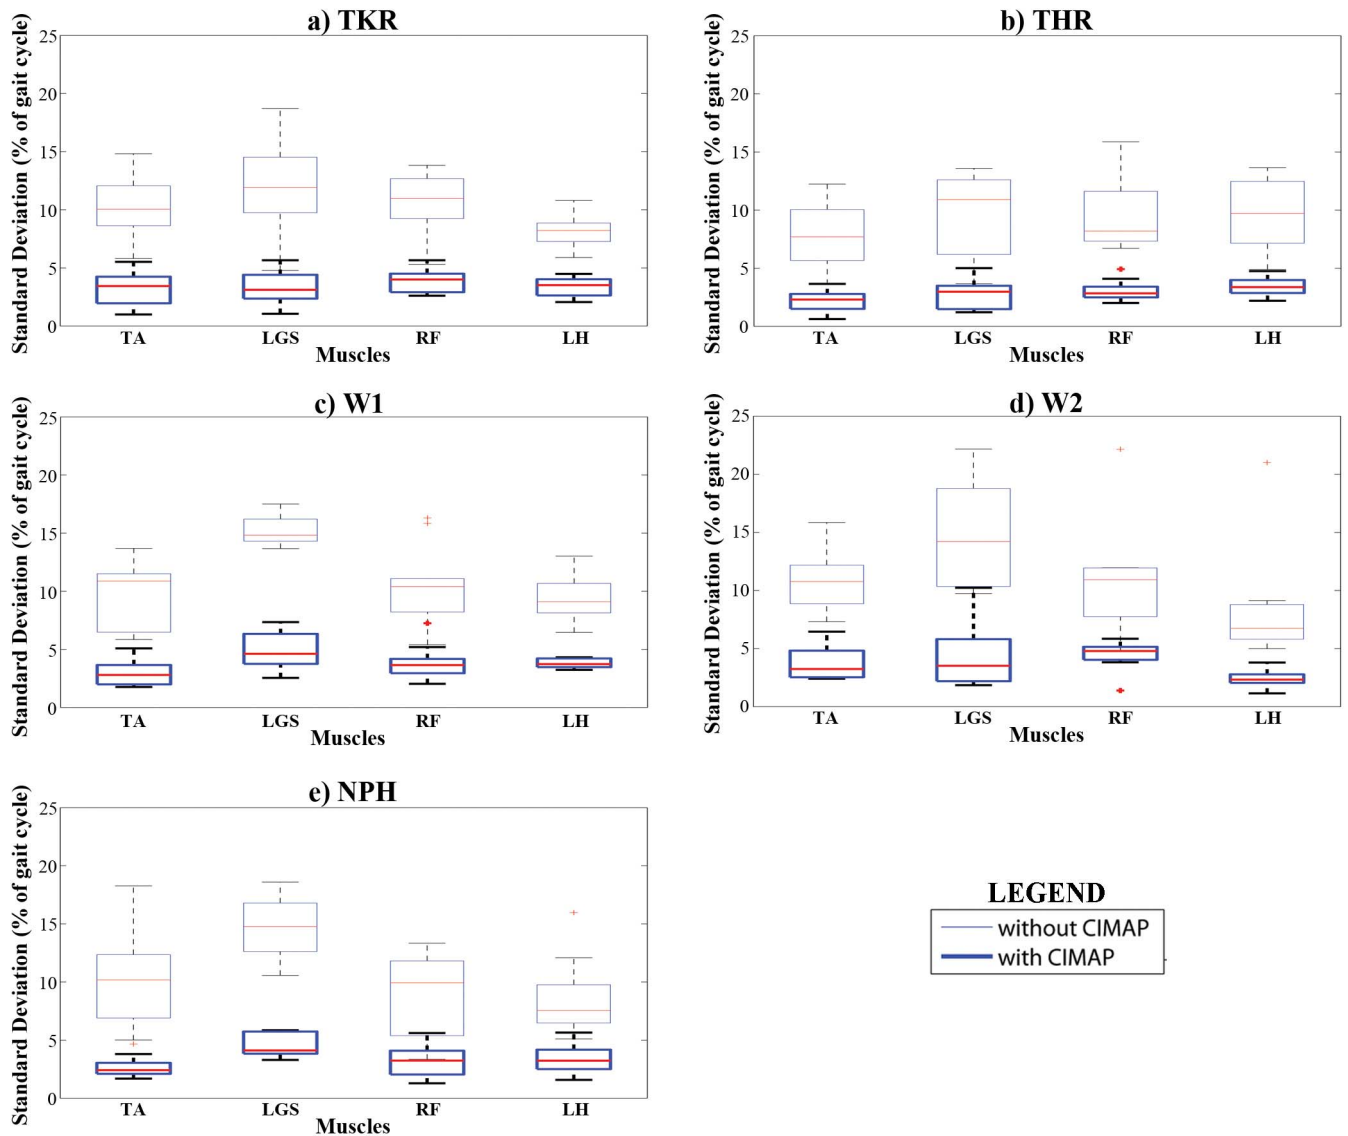 a) TKR
Standard Deviation (% of gait cycle)
25
20
15
10
5
0
TA LGS RF LH
Muscles
b) THR
Standard Deviation (% of gait cycle)
25
20
15
10
5
0
TA LGS RF LH
Muscles
c) W1
Standard Deviation (% of gait cycle)
25
20
15
10
5
0
TA LGS RF LH
Muscles
d) W2
Standard Deviation (% of gait cycle)
25
20
15
10
5
0
TA LGS RF LH
Muscles
e) NPH
Standard Deviation (% of gait cycle)
25
20
15
10
5
0
TA LGS RF LH
Muscles
LEGEND
without CIMAP
with CIMAP